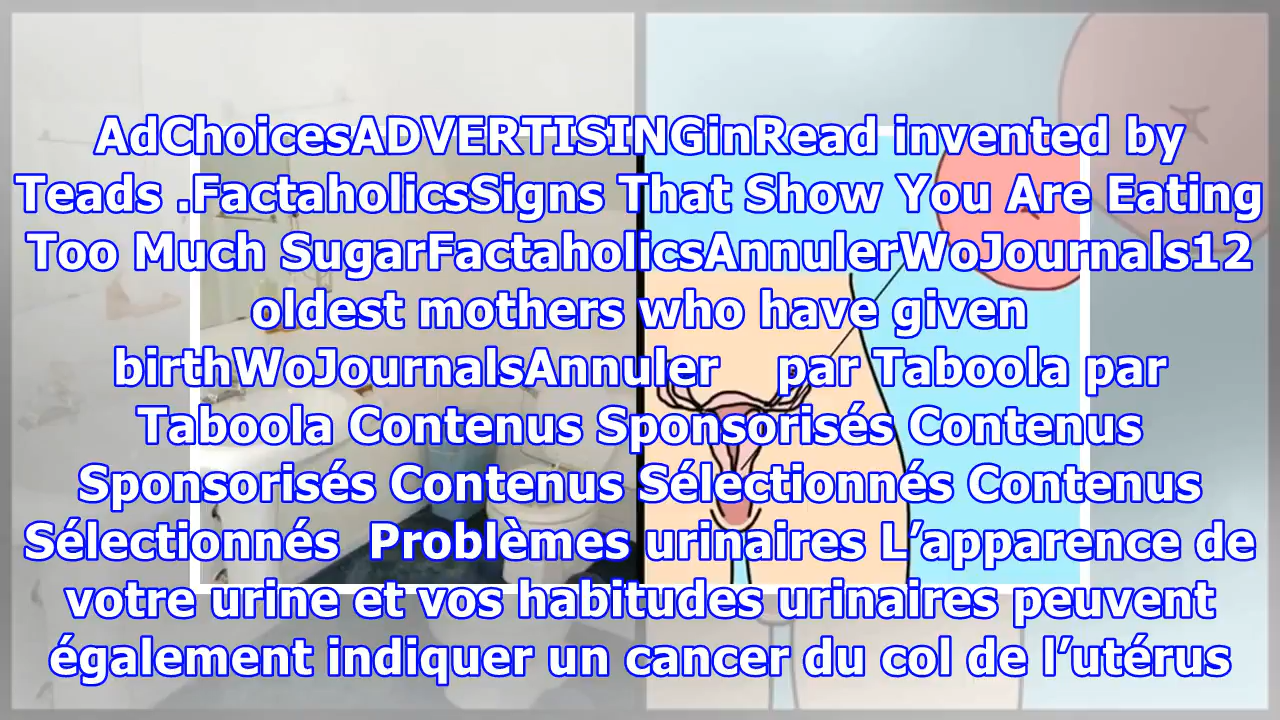 AdChoicesADVERTISINGinRead invented by
Teads .FactaholicsSigns That Show You Are Eating
Too Much SugarFactaholicsAnnulerWoJournals12
oldest mothers who have given
birthWoJournalsAnnuler par Taboola par
Taboola Contenus Sponsorisés Contenus
Sponsorisés Contenus Sélectionnés Contenus
Sélectionnés Problèmes urinaires L’apparence de
votre urine et vos habitudes urinaires peuvent
également indiquer un cancer du col de l’utérus